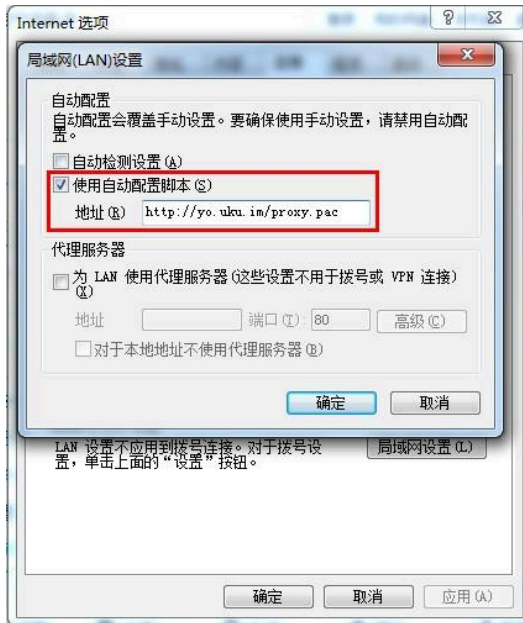 Internet 选项
局域网(LAN)设置
自动配置
自动配置会覆盖手动设置。要确保使用手动设置，请禁用自动配
置。
自动检测设置(A)
使用自动配置脚本(S)
地址(R) http://yo.uku.im/proxy.pac
代理服务器
为 LAN 使用代理服务器(这些设置不用于拨号或 VPN 连接)
(X)
地址 端口(T): 80 高级(C)
对于本地地址不使用代理服务器(B)
确定 取消
LAN 设置不应用到拨号连接。对于拨号设 局域网设置(L)
置，单击上面的“设置”按钮。
确定 取消 应用(A)